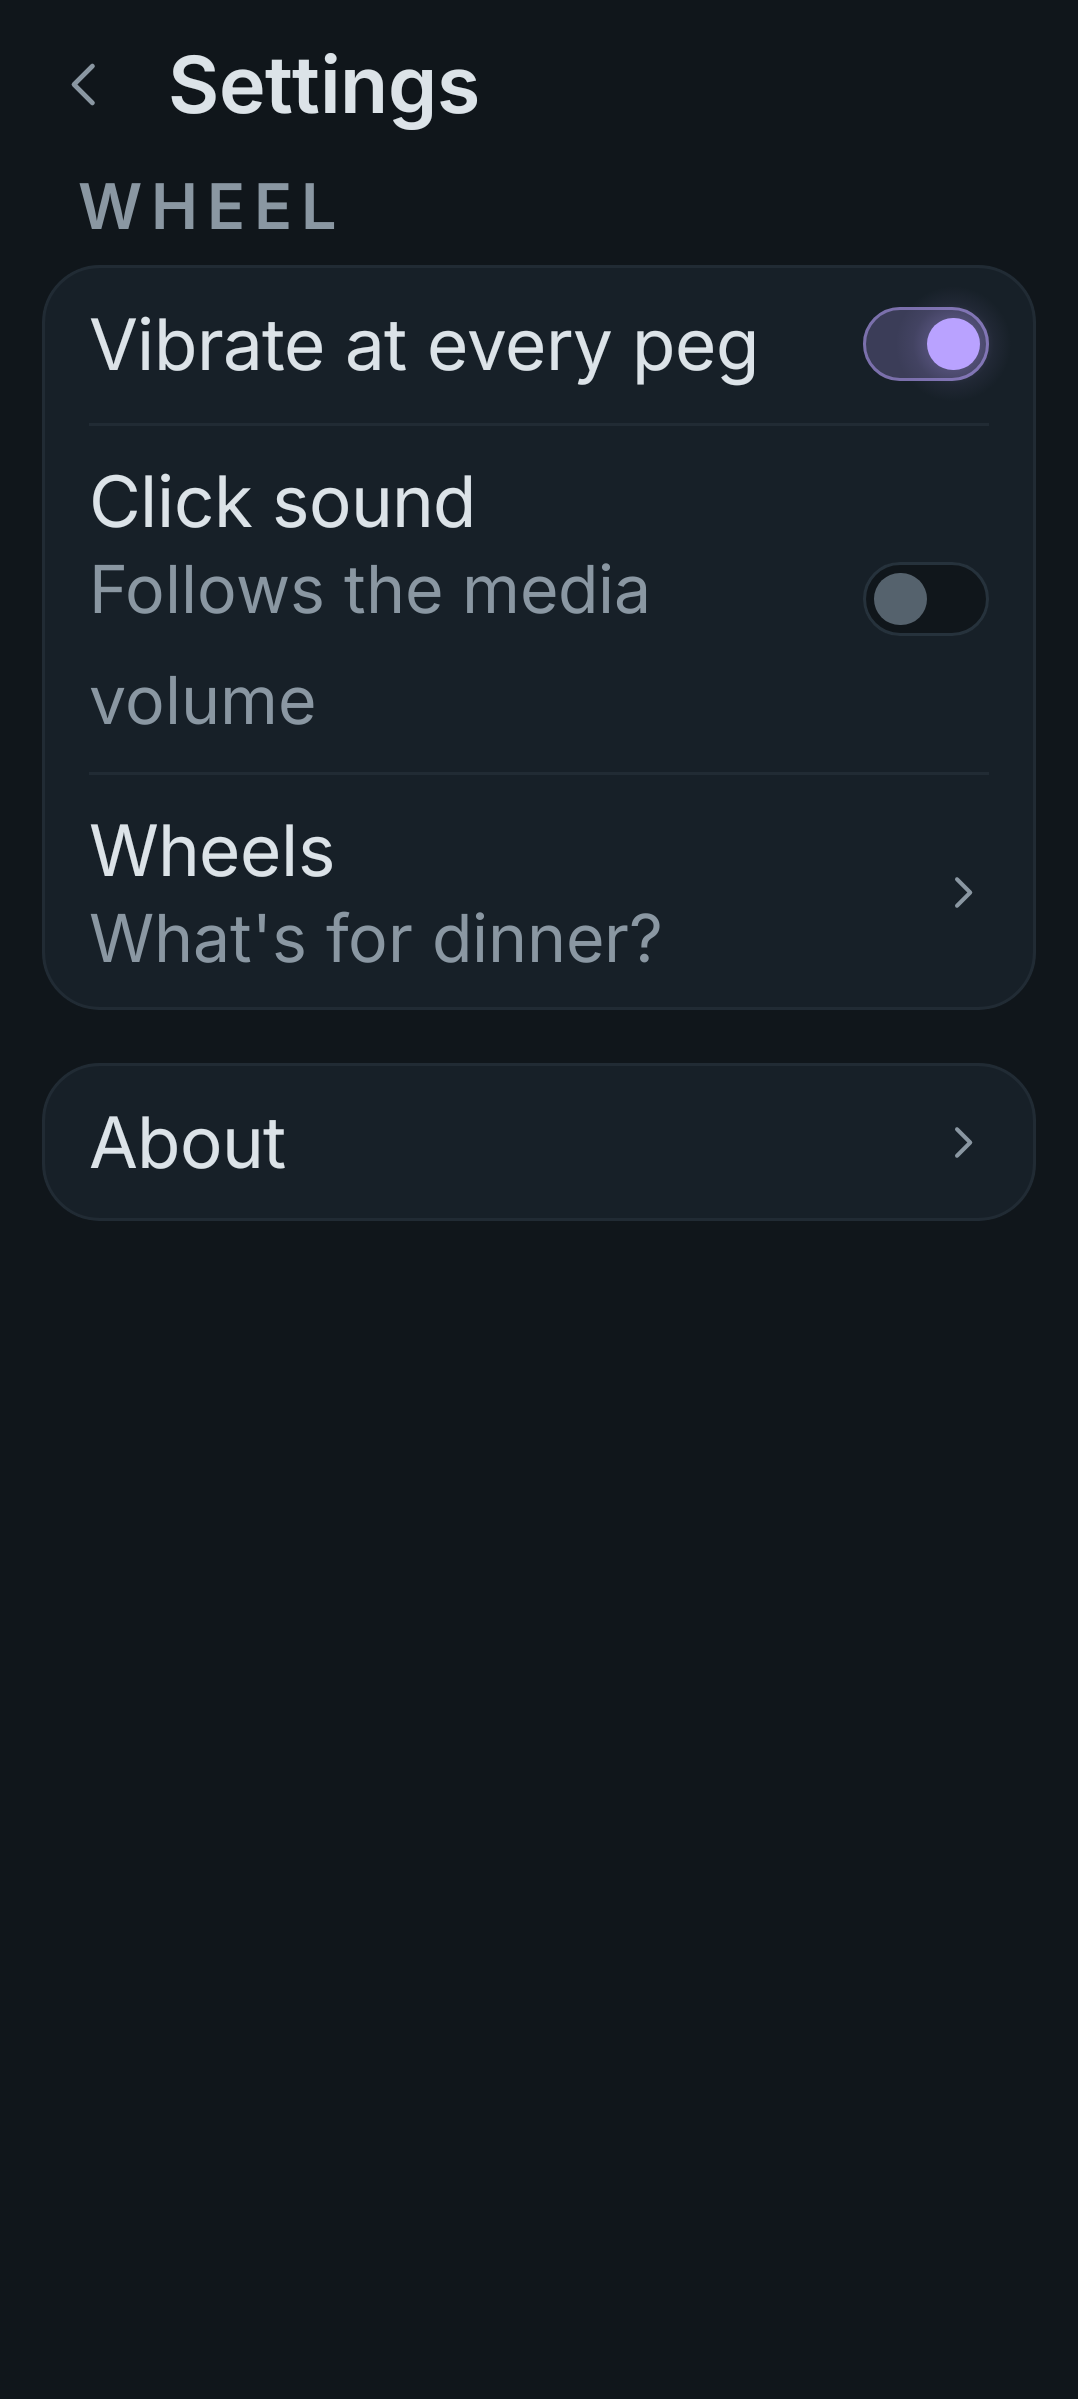 Settings
WHEEL
Vibrate at every peg
Click sound
Follows the media
volume
Wheels
What's for dinner?
About